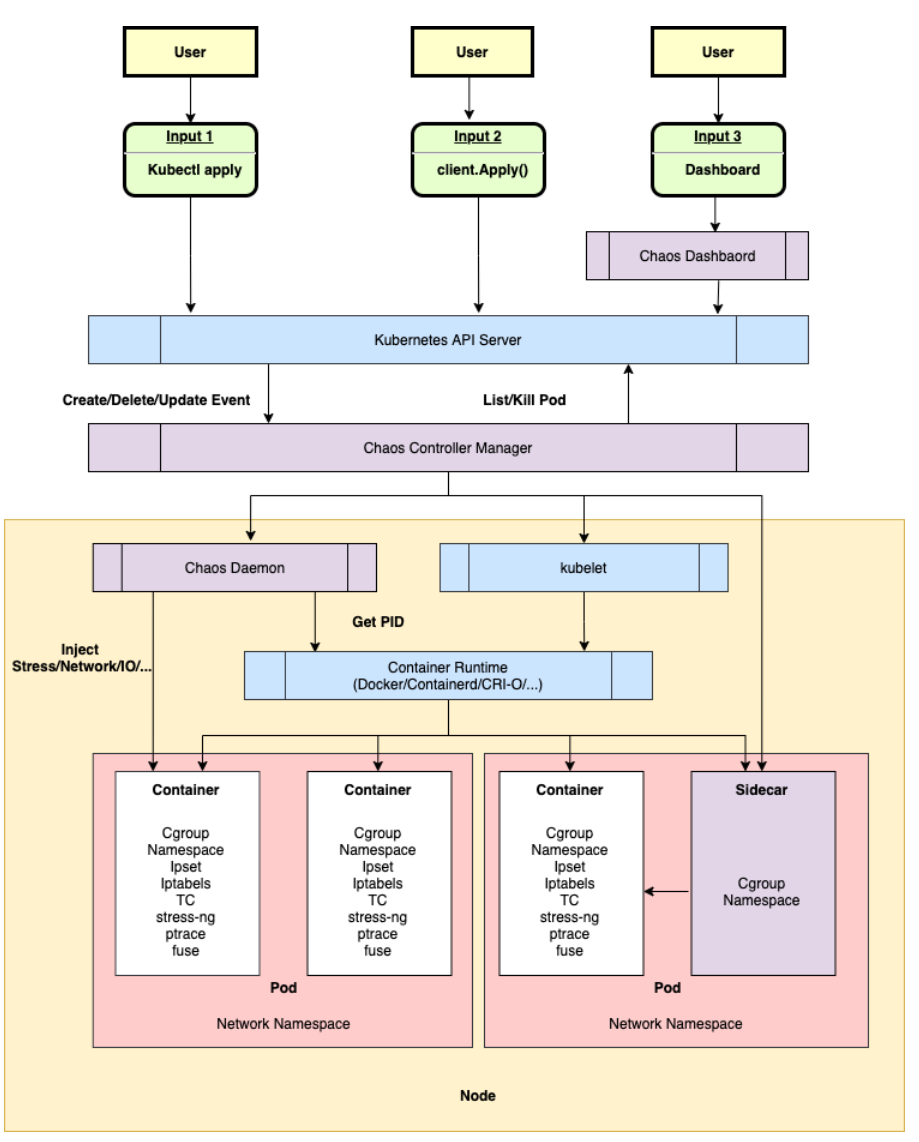 User
User
User
Input 1
Input 2
Input 3
Kubectl apply
client.Apply()
Dashboard
Chaos Dashbaord
Kubernetes API Server
Create/Delete/Update Event
List/Kill Pod
Chaos Controller Manager
Chaos Daemon
kubelet
Get PID
Inject
Stress/Network/IO/...
Container Runtime
(Docker/Containerd/CRI-O/...)
Container
Cgroup
Namespace
Ipset
Iptabels
TC
stress-ng
ptrace
fuse
Container
Cgroup
Namespace
Ipset
Iptabels
TC
stress-ng
ptrace
fuse
Pod
Network Namespace
Container
Cgroup
Namespace
Ipset
Iptabels
TC
stress-ng
ptrace
fuse
Sidecar
Cgroup
Namespace
Pod
Network Namespace
Node